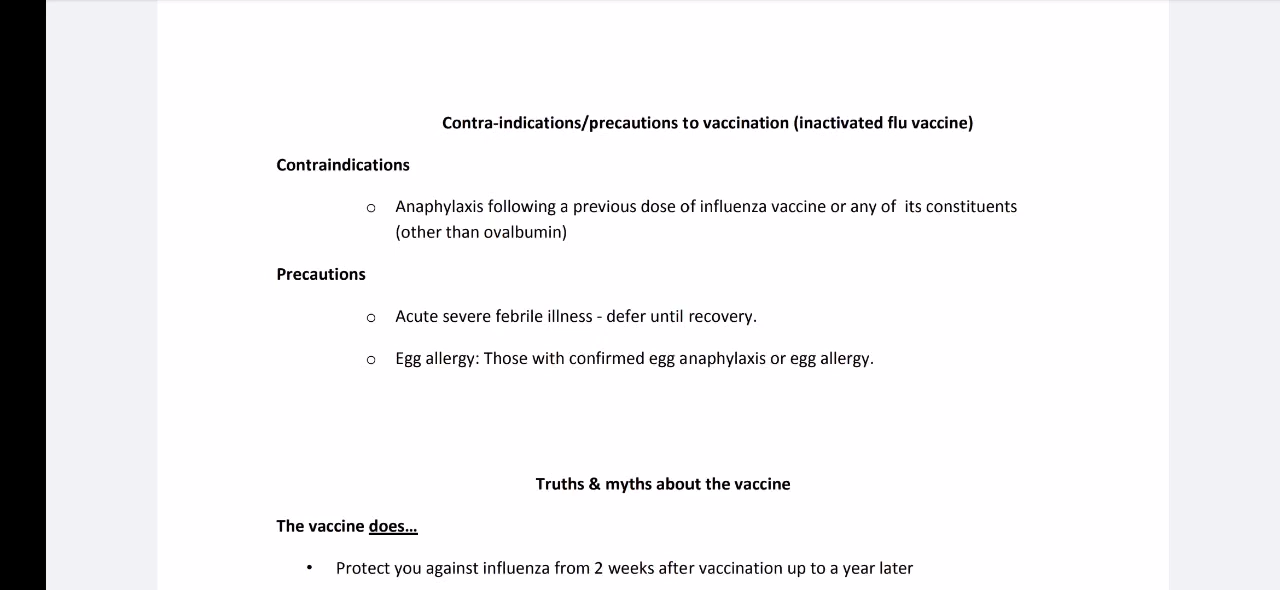 Contra-indications/precautions to vaccination (inactivated flu vaccine)
Contraindications
o Anaphylaxis following a previous dose of influenza vaccine or any of  its constituents
(other than ovalbumin)
Precautions
o Acute severe febrile illness - defer until recovery.
o Egg allergy: Those with confirmed egg anaphylaxis or egg allergy.
Truths & myths about the vaccine
The vaccine does...
• Protect you against influenza from 2 weeks after vaccination up to a year later